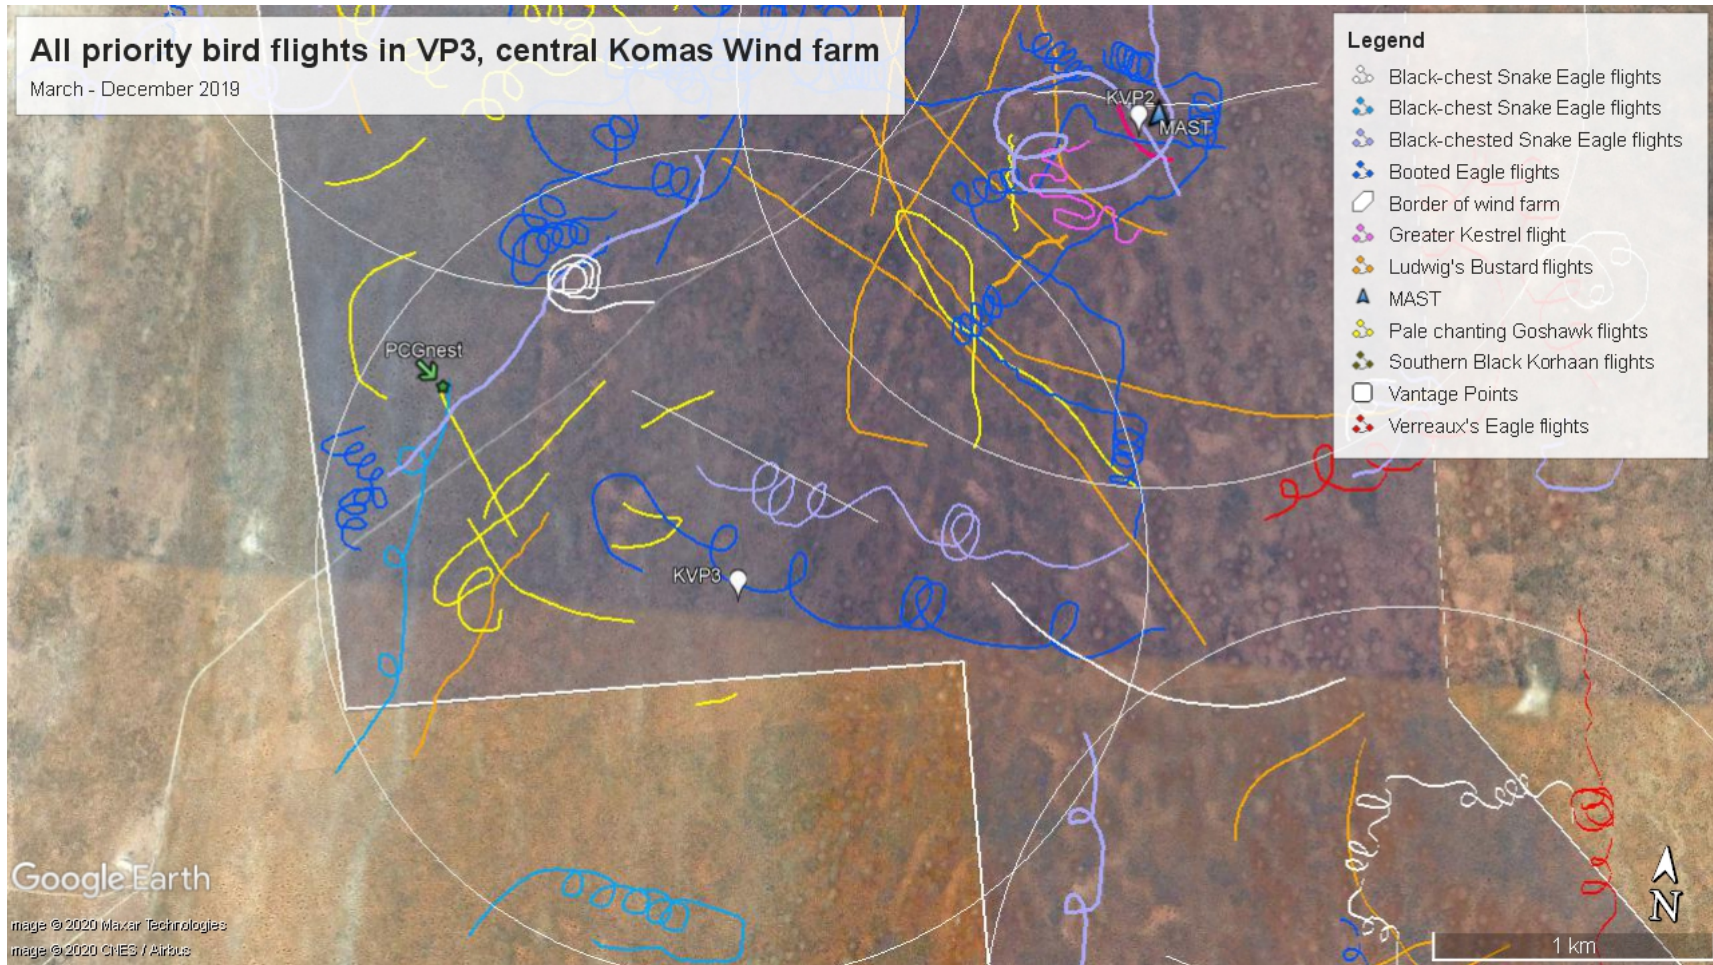 All priority bird flights in VP3, central Komas Wind farm
March - December 2019
Legend
Black-chest Snake Eagle flights
Black-chest Snake Eagle flights
Black-chested Snake Eagle flights
Booted Eagle flights
Border of wind farm
Greater Kestrel flight
Ludwig's Bustard flights
MAST
Pale chanting Goshawk flights
Southern Black Korhaan flights
Vantage Points
Verreaux's Eagle flights
KVP2
MAST
PCGnest
KVP3
Google Earth
mage © 2020 Maxar Technologies
mage © 2020 CNES / Airbus
N
1 km